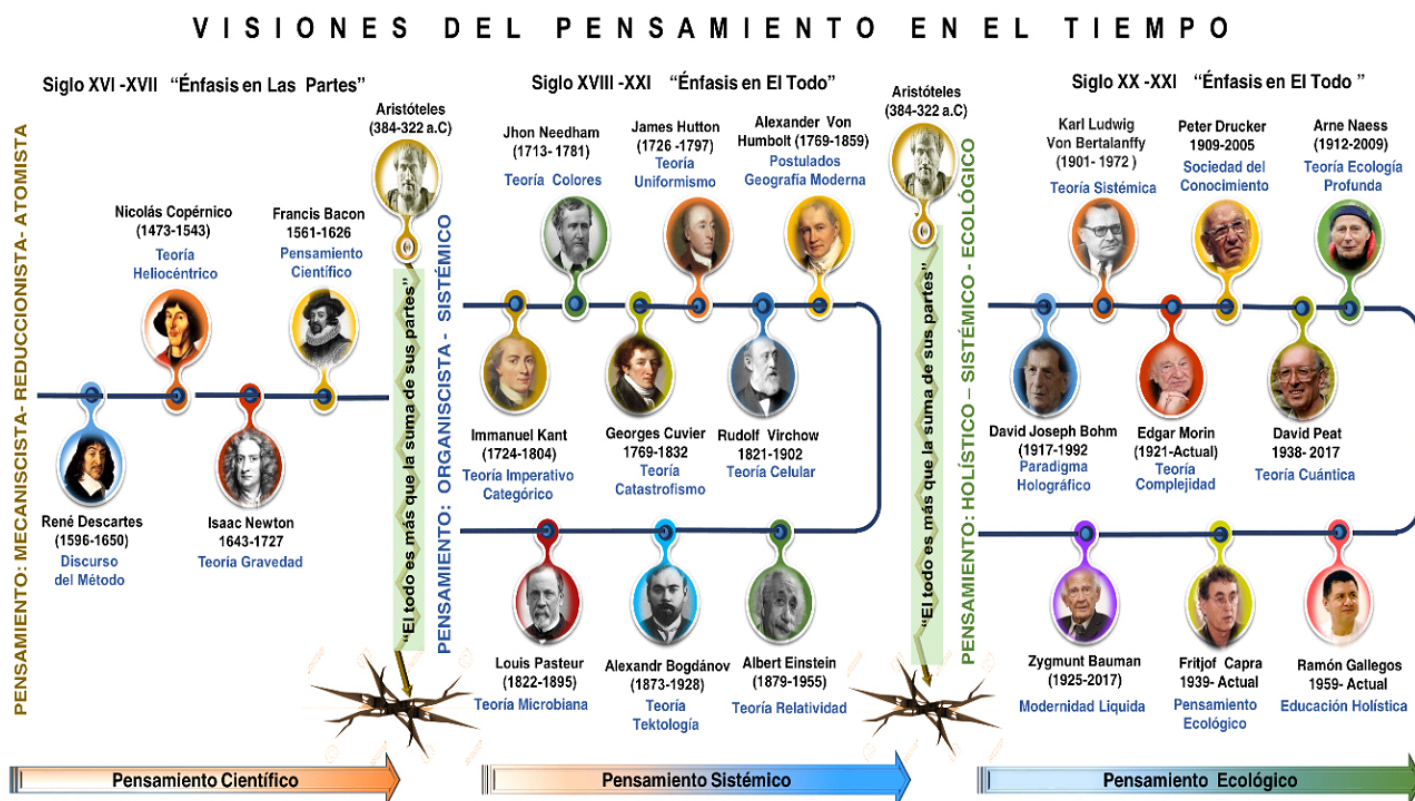 VISIONES DEL PENSAMIENTO EN EL TIEMPO
Siglo XVI -XVII “Énfasis en Las Partes”
PENSAMIENTO: MECANISCISTA- REDUCCIONISTA- ATOMISTA
Nicolás Copérnico
(1473-1543)
Teoría
Heliocéntrico
Francis Bacon
1561-1626
Pensamiento
Científico
René Descartes
(1596-1650)
Discurso
del Método
Isaac Newton
1643-1727
Teoría Gravedad
Aristóteles
(384-322 a.C)
“El todo es más que la suma de sus partes”
Siglo XVIII -XXI “Énfasis en El Todo”
PENSAMIENTO: ORGANISCISTA - SISTÉMICO
Jhon Needham
(1713- 1781)
Teoría Colores
James Hutton
(1726 -1797)
Teoría
Uniformismo
Alexander Von
Humbolt (1769-1859)
Postulados
Geografía Moderna
Immanuel Kant
(1724-1804)
Teoría Imperativo
Categórico
Georges Cuvier
1769-1832
Teoría
Catastrofismo
Rudolf Virchow
1821-1902
Teoría Celular
Louis Pasteur
(1822-1895)
Teoría Microbiana
Alexandr Bogdánov
(1873-1928)
Teoría
Tektología
Albert Einstein
(1879-1955)
Teoría Relatividad
Aristóteles
(384-322 a.C)
“El todo es más que la suma de sus partes”
Siglo XX -XXI “Énfasis en El Todo ”
PENSAMIENTO: HOLÍSTICO – SISTÉMICO - ECOLÓGICO
Karl Ludwig
Von Bertalanffy
(1901- 1972 )
Teoría Sistémica
Peter Drucker
1909-2005
Sociedad del
Conocimiento
Arne Naess
(1912-2009)
Teoría Ecología
Profunda
David Joseph Bohm
(1917-1992
Paradigma
Holográfico
Edgar Morin
(1921-Actual)
Teoría
Complejidad
David Peat
1938- 2017
Teoría Cuántica
Zygmunt Bauman
(1925-2017)
Modernidad Liquida
Fritjof Capra
1939- Actual
Pensamiento
Ecológico
Ramón Gallegos
1959- Actual
Educación Holística
Pensamiento Científico
Pensamiento Sistémico
Pensamiento Ecológico